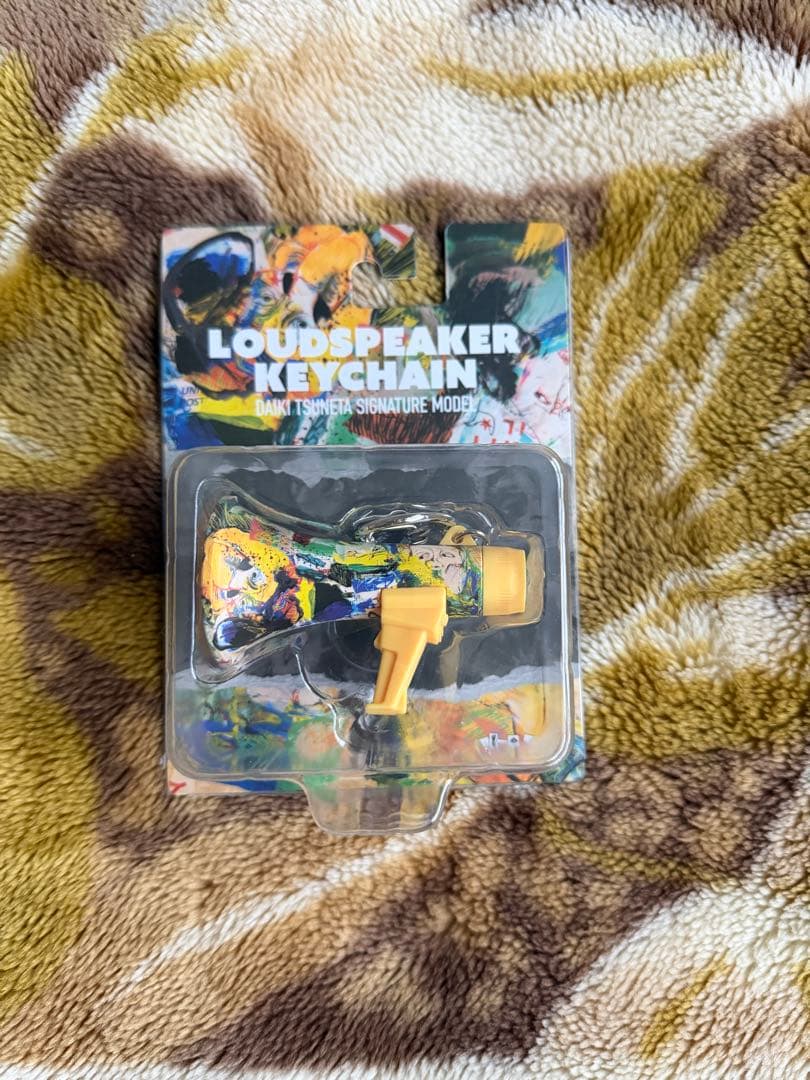 LOUDSPEAKER
KEYCHAIN
DAIKI TSUNETA SIGNATURE MODEL